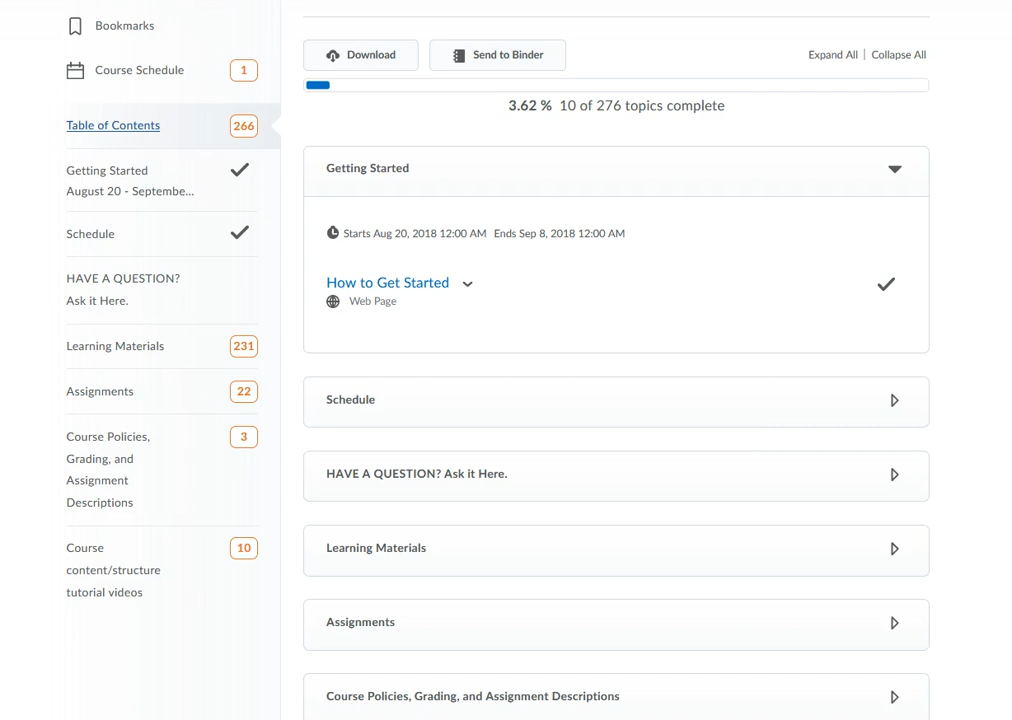 Bookmarks
Course Schedule 1
Table of Contents 266
Getting Started
August 20 - Septembe...
Schedule
HAVE A QUESTION?
Ask it Here.
Learning Materials 231
Assignments 22
Course Policies, 3
Grading, and
Assignment
Descriptions
Course 10
content/structure
tutorial videos
Download Send to Binder Expand All | Collapse All
3.62 % 10 of 276 topics complete
Getting Started
Starts Aug 20, 2018 12:00 AM Ends Sep 8, 2018 12:00 AM
How to Get Started
Web Page
Schedule
HAVE A QUESTION? Ask it Here.
Learning Materials
Assignments
Course Policies, Grading, and Assignment Descriptions